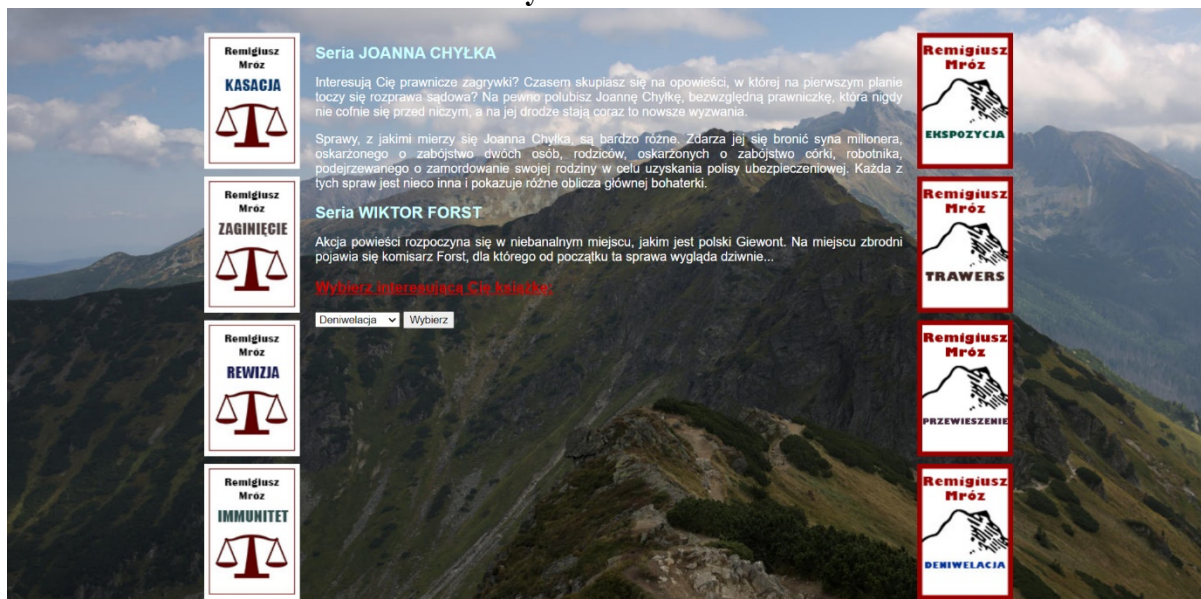 Remigiusz
Mróz
KASACJA
Remigiusz
Mróz
ZAGINIĘCIE
Remigiusz
Mróz
REWIZJA
Remigiusz
Mróz
IMMUNITET
Seria JOANNA CHYŁKA
Interesują Cię prawnicze zagrywki? Czasem skupiasz się na opowieści, w której na pierwszym planie
toczy się rozprawa sądowa? Na pewno polubisz Joannę Chyłkę, bezwzględną prawniczkę, która nigdy
nie cofnie się przed niczym, a na jej drodze stają coraz to nowsze wyzwania.
Sprawy, z jakimi mierzy się Joanna Chyłka, są bardzo różne. Zdarza jej się bronić syna milionera,
oskarżonego o zabójstwo dwóch osób, rodziców, oskarżonych o zabójstwo córki, robotnika,
podejrzewanego o zamordowanie swojej rodziny w celu uzyskania polisy ubezpieczeniowej. Każda z
tych spraw jest nieco inna i pokazuje różne oblicza głównej bohaterki.
Seria WIKTOR FORST
Akcja powieści rozpoczyna się w niebanalnym miejscu, jakim jest polski Giewont. Na miejscu zbrodni
pojawia się komisarz Forst, dla którego od początku ta sprawa wygląda dziwnie...
Wybierz interesującą Cię książkę:
Deniwelacja Wybierz
Remigiusz
Mróz
EKSPOZYCJA
Remigiusz
Mróz
TRAWERS
Remigiusz
Mróz
PRZEWIESZENIE
Remigiusz
Mróz
DENIWELACJA